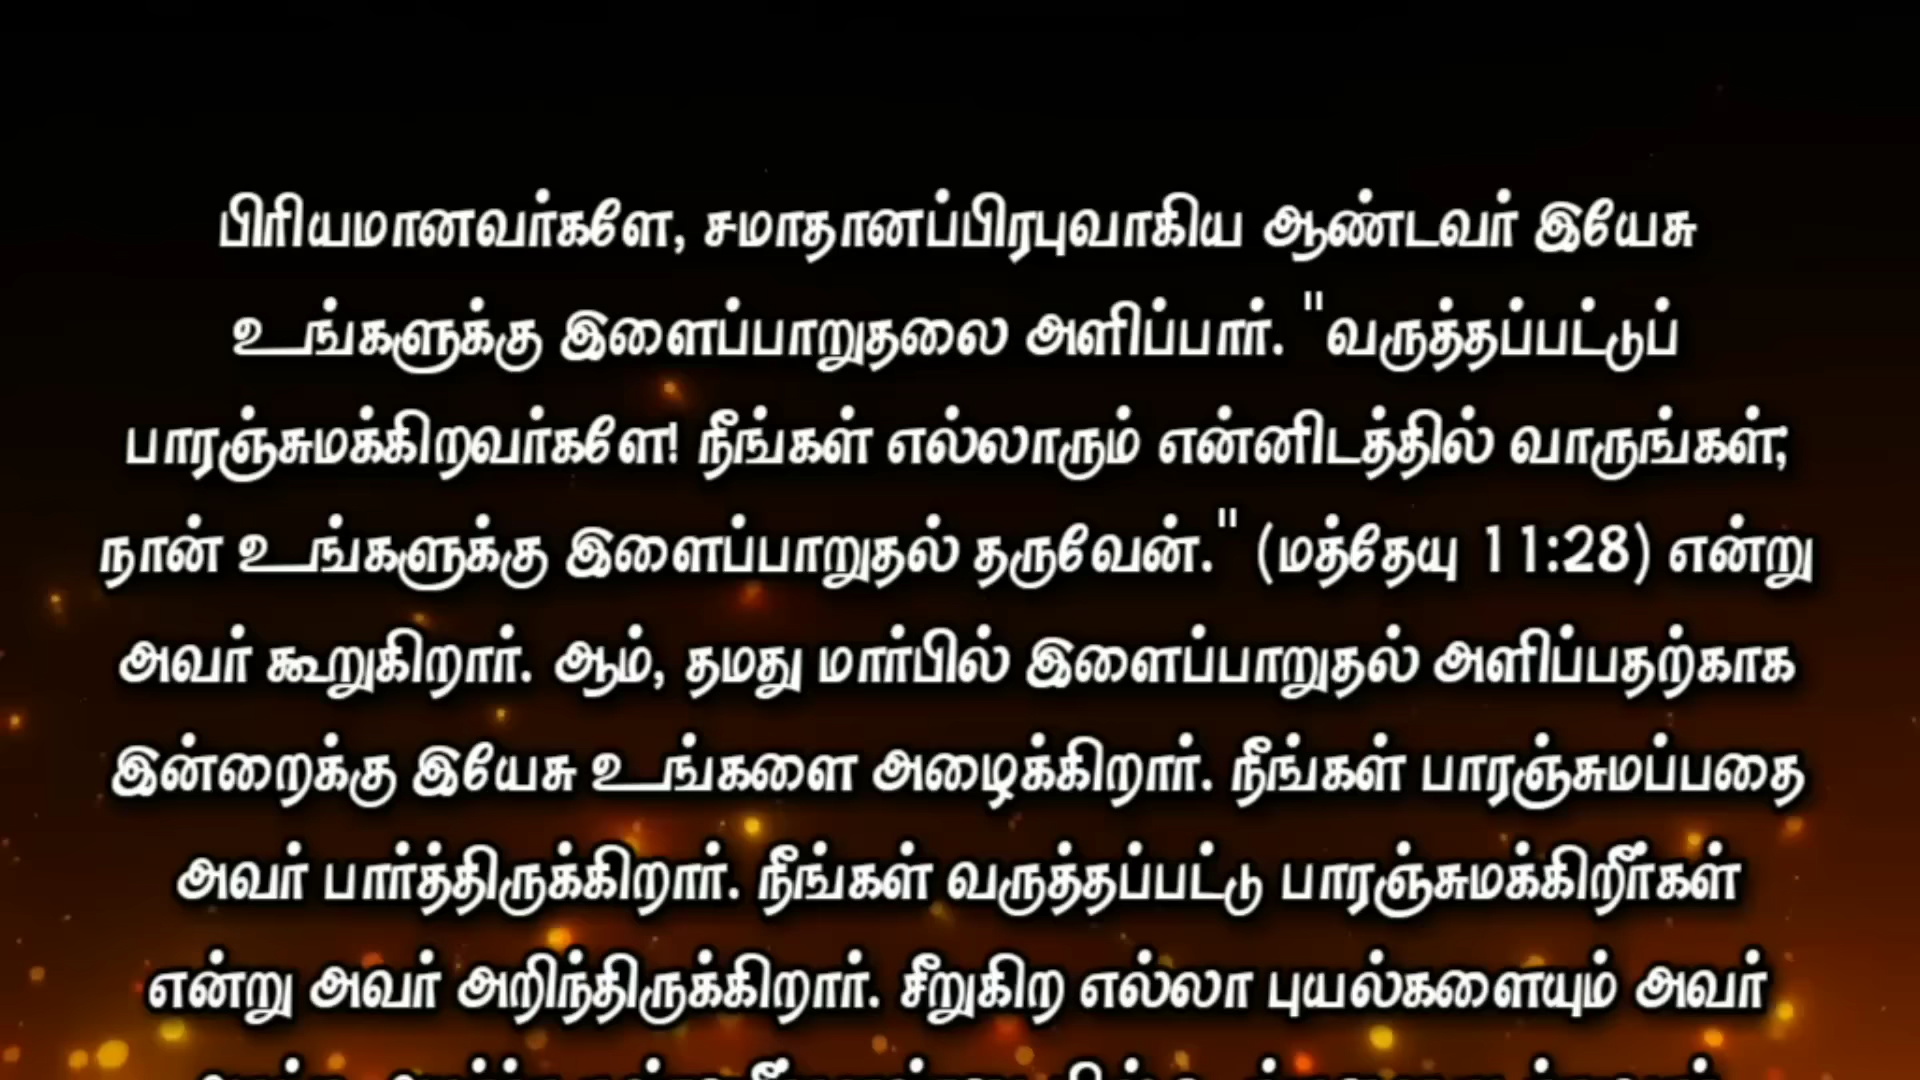 பிரியமானவர்களே, சமாதானப்பிரபுவாகிய ஆண்டவர் இயேசு
உங்களுக்கு இளைப்பாறுதலை அளிப்பார். "வருத்தப்பட்டுப்
பாரஞ்சுமக்கிறவர்களே! நீங்கள் எல்லாரும் என்னிடத்தில் வாருங்கள்;
நான் உங்களுக்கு இளைப்பாறுதல் தருவேன்." (மத்தேயு 11:28) என்று
அவர் கூறுகிறார். ஆம், தமது மார்பில் இளைப்பாறுதல் அளிப்பதற்காக
இன்றைக்கு இயேசு உங்களை அழைக்கிறார். நீங்கள் பாரஞ்சுமப்பதை
அவர் பார்த்திருக்கிறார். நீங்கள் வருத்தப்பட்டு பாரஞ்சுமக்கிறீர்கள்
என்று அவர் அறிந்திருக்கிறார். சீறுகிற எல்லா புயல்களையும் அவர்